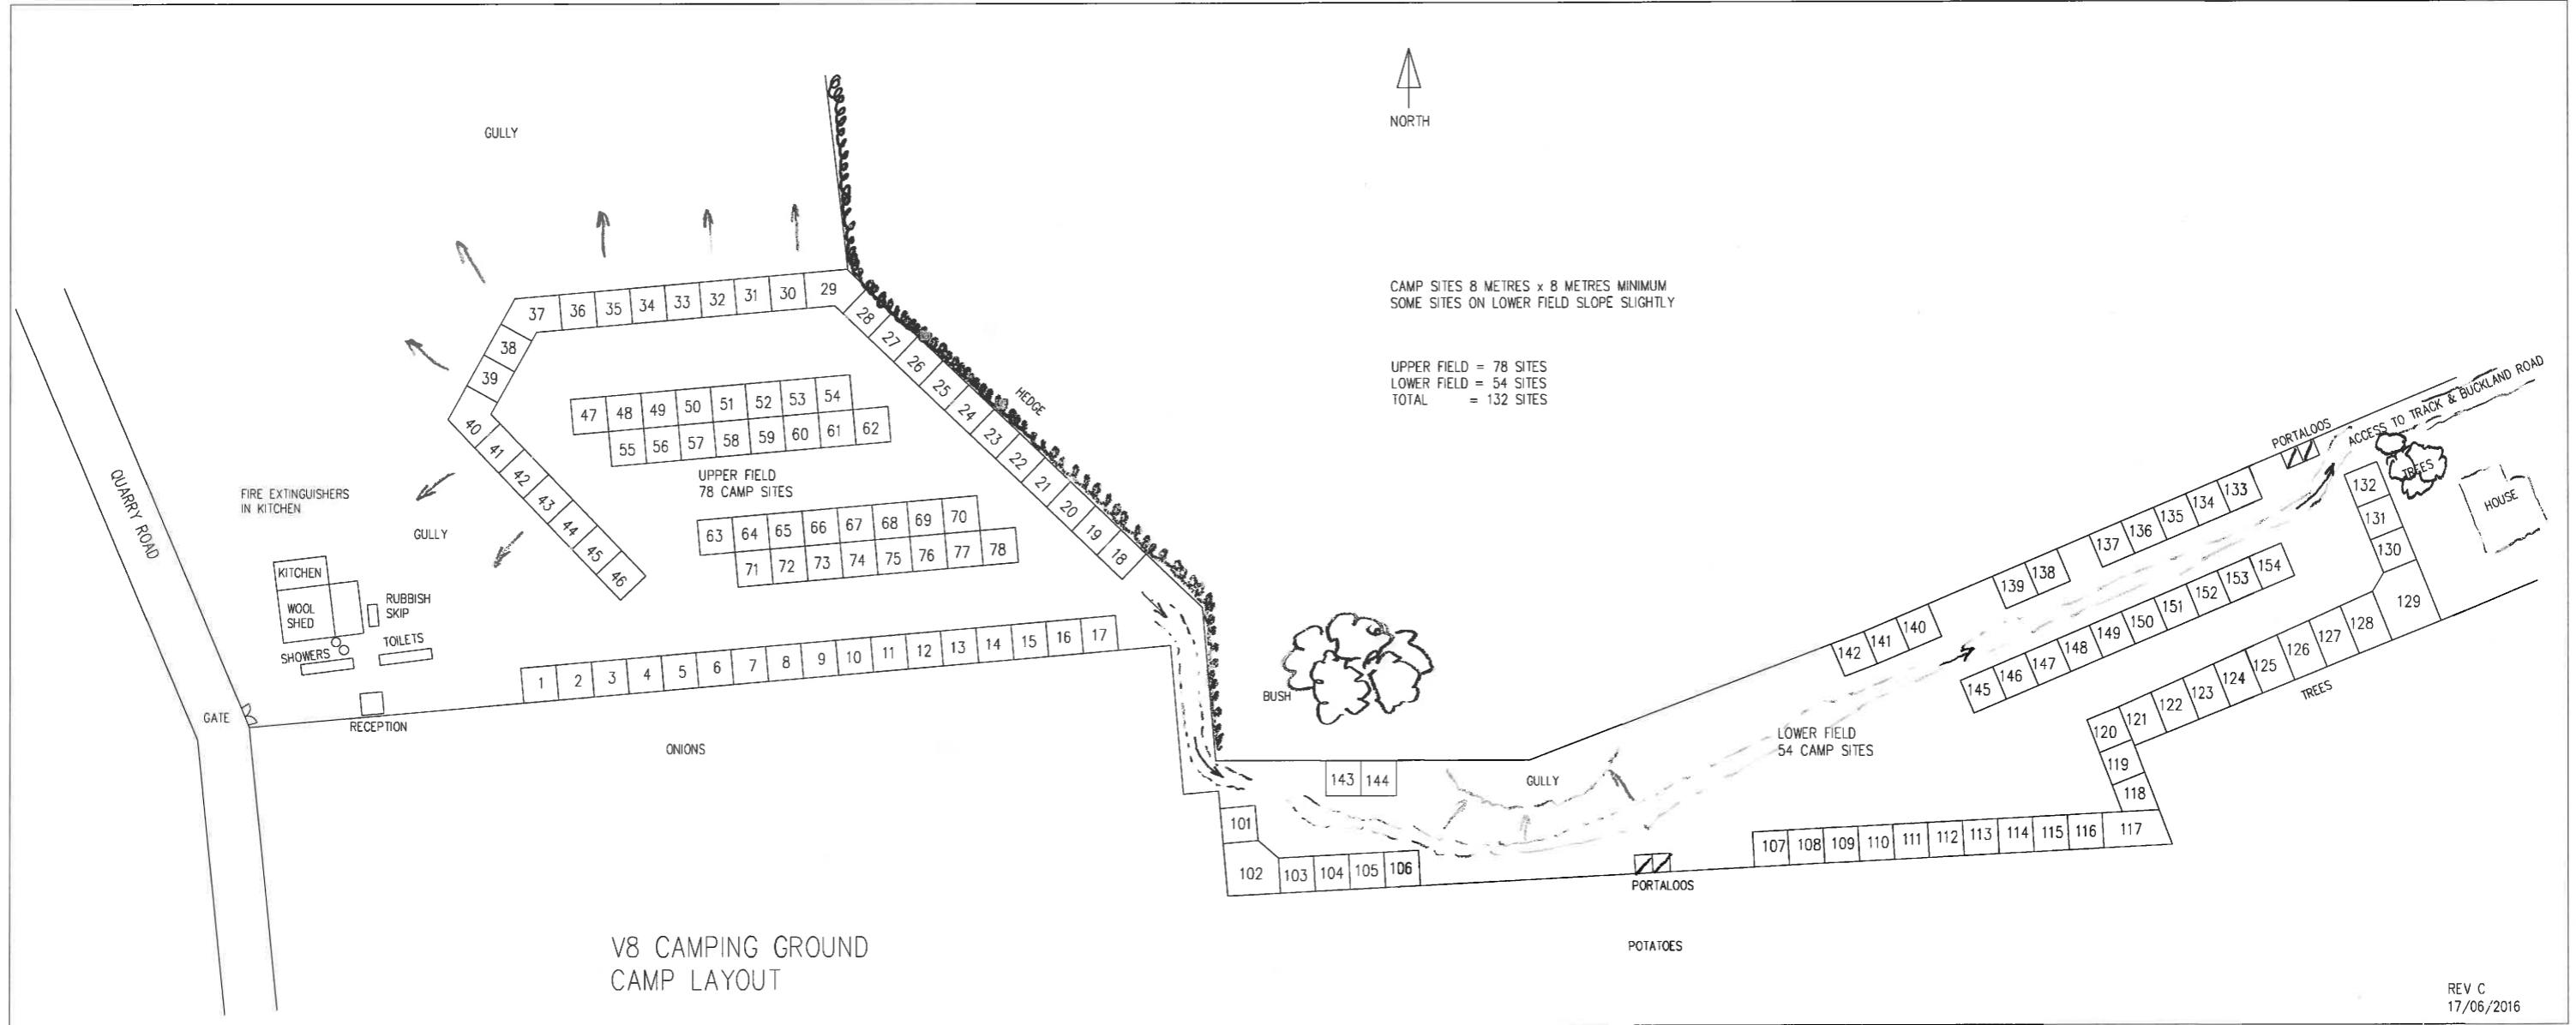 GULLY
NORTH
CAMP SITES 8 METRES x 8 METRES MINIMUM
SOME SITES ON LOWER FIELD SLOPE SLIGHTLY
UPPER FIELD = 78 SITES
LOWER FIELD = 54 SITES
TOTAL = 132 SITES
37 36 35 34 33 32 31 30 29
38
39
40
41
42
43
44
45
46
28
27
26
25
24
23
22
21
20
19
18
HEDGE
47 48 49 50 51 52 53 54
55 56 57 58 59 60 61 62
UPPER FIELD
78 CAMP SITES
63 64 65 66 67 68 69 70
71 72 73 74 75 76 77 78
QUARRY ROAD
FIRE EXTINGUISHERS
IN KITCHEN
GULLY
KITCHEN
WOOL
SHED
RUBBISH
SKIP
TOILETS
SHOWERS
GATE
RECEPTION
1 2 3 4 5 6 7 8 9 10 11 12 13 14 15 16 17
ONIONS
BUSH
143 144
GULLY
101
102 103 104 105 106
PORTALOOS
107 108 109 110 111 112 113 114 115 116 117
118
119
120 121 122 123 124 125 126 127 128 129
130
131
132
TREES
LOWER FIELD
54 CAMP SITES
142 141 140
139 138
137 136 135 134 133
145 146 147 148 149 150 151 152 153 154
PORTALOOS
ACCESS TO TRACK & BUCKLAND ROAD
TREES
HOUSE
POTATOES
V8 CAMPING GROUND
CAMP LAYOUT
REV C
17/06/2016